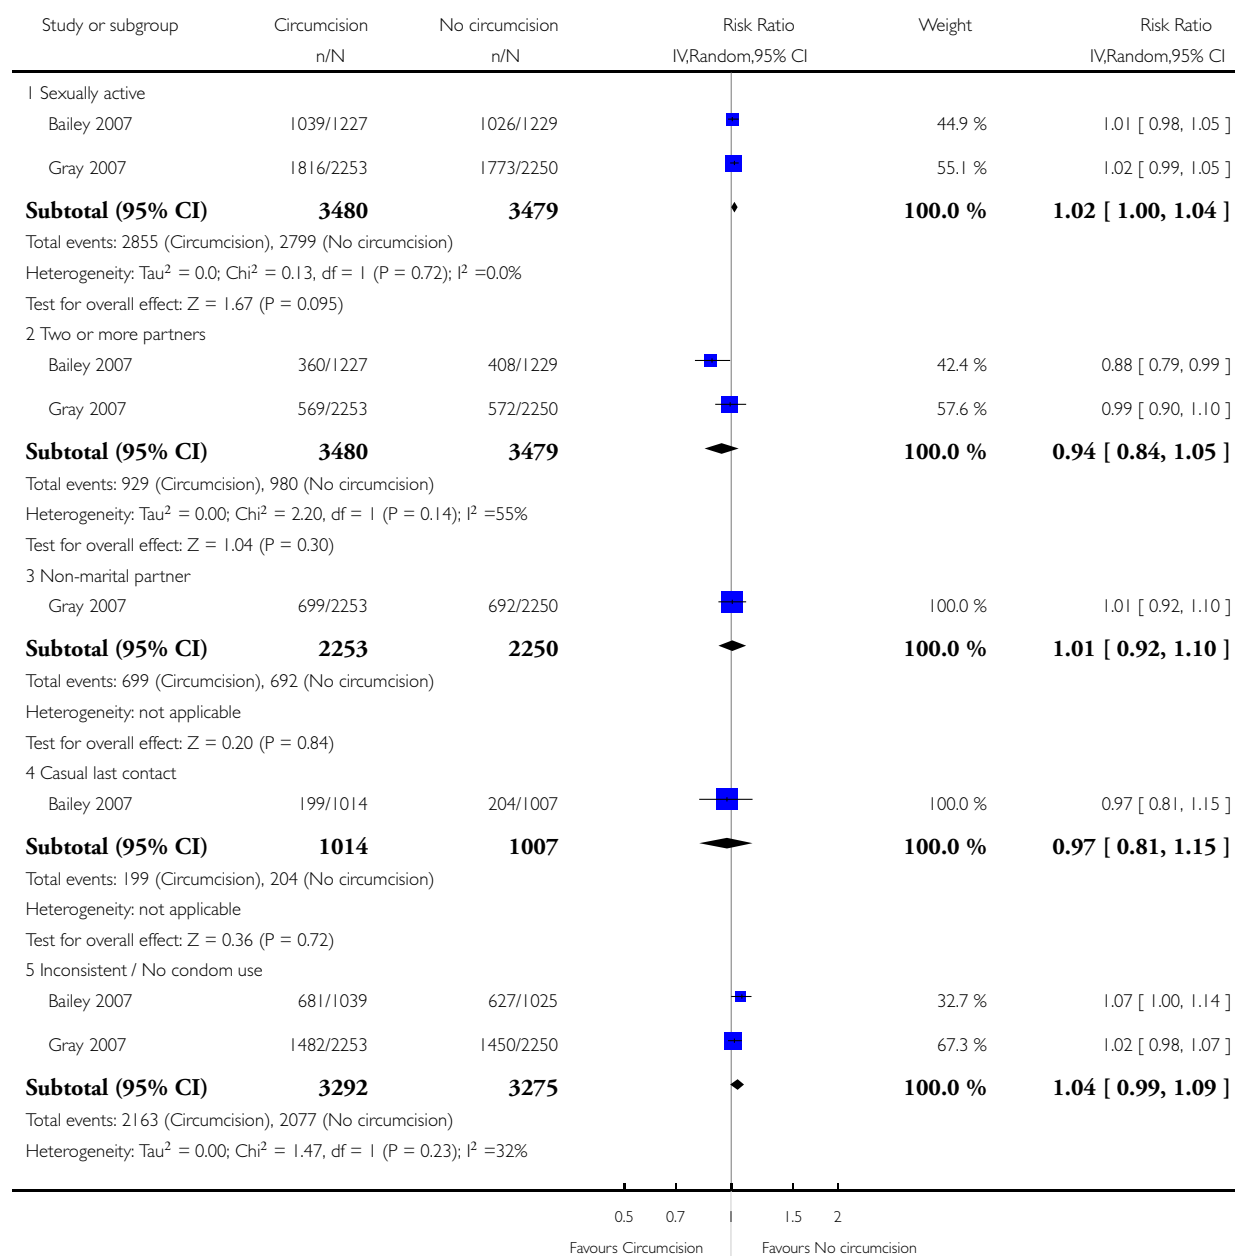 Study or subgroup Circumcision No circumcision Risk Ratio Weight Risk Ratio
n/N n/N IV,Random,95% CI IV,Random,95% CI
1 Sexually active
Bailey 2007 1039/1227 1026/1229 44.9 % 1.01 [ 0.98, 1.05 ]
Gray 2007 1816/2253 1773/2250 55.1 % 1.02 [ 0.99, 1.05 ]
Subtotal (95% CI) 3480 3479 100.0 % 1.02 [ 1.00, 1.04 ]
Total events: 2855 (Circumcision), 2799 (No circumcision)
Heterogeneity: Tau² = 0.0; Chi² = 0.13, df = 1 (P = 0.72); I² =0.0%
Test for overall effect: Z = 1.67 (P = 0.095)
2 Two or more partners
Bailey 2007 360/1227 408/1229 42.4 % 0.88 [ 0.79, 0.99 ]
Gray 2007 569/2253 572/2250 57.6 % 0.99 [ 0.90, 1.10 ]
Subtotal (95% CI) 3480 3479 100.0 % 0.94 [ 0.84, 1.05 ]
Total events: 929 (Circumcision), 980 (No circumcision)
Heterogeneity: Tau² = 0.00; Chi² = 2.20, df = 1 (P = 0.14); I² =55%
Test for overall effect: Z = 1.04 (P = 0.30)
3 Non-marital partner
Gray 2007 699/2253 692/2250 100.0 % 1.01 [ 0.92, 1.10 ]
Subtotal (95% CI) 2253 2250 100.0 % 1.01 [ 0.92, 1.10 ]
Total events: 699 (Circumcision), 692 (No circumcision)
Heterogeneity: not applicable
Test for overall effect: Z = 0.20 (P = 0.84)
4 Casual last contact
Bailey 2007 199/1014 204/1007 100.0 % 0.97 [ 0.81, 1.15 ]
Subtotal (95% CI) 1014 1007 100.0 % 0.97 [ 0.81, 1.15 ]
Total events: 199 (Circumcision), 204 (No circumcision)
Heterogeneity: not applicable
Test for overall effect: Z = 0.36 (P = 0.72)
5 Inconsistent / No condom use
Bailey 2007 681/1039 627/1025 32.7 % 1.07 [ 1.00, 1.14 ]
Gray 2007 1482/2253 1450/2250 67.3 % 1.02 [ 0.98, 1.07 ]
Subtotal (95% CI) 3292 3275 100.0 % 1.04 [ 0.99, 1.09 ]
Total events: 2163 (Circumcision), 2077 (No circumcision)
Heterogeneity: Tau² = 0.00; Chi² = 1.47, df = 1 (P = 0.23); I² =32%
0.5 0.7 1 1.5 2
Favours Circumcision Favours No circumcision